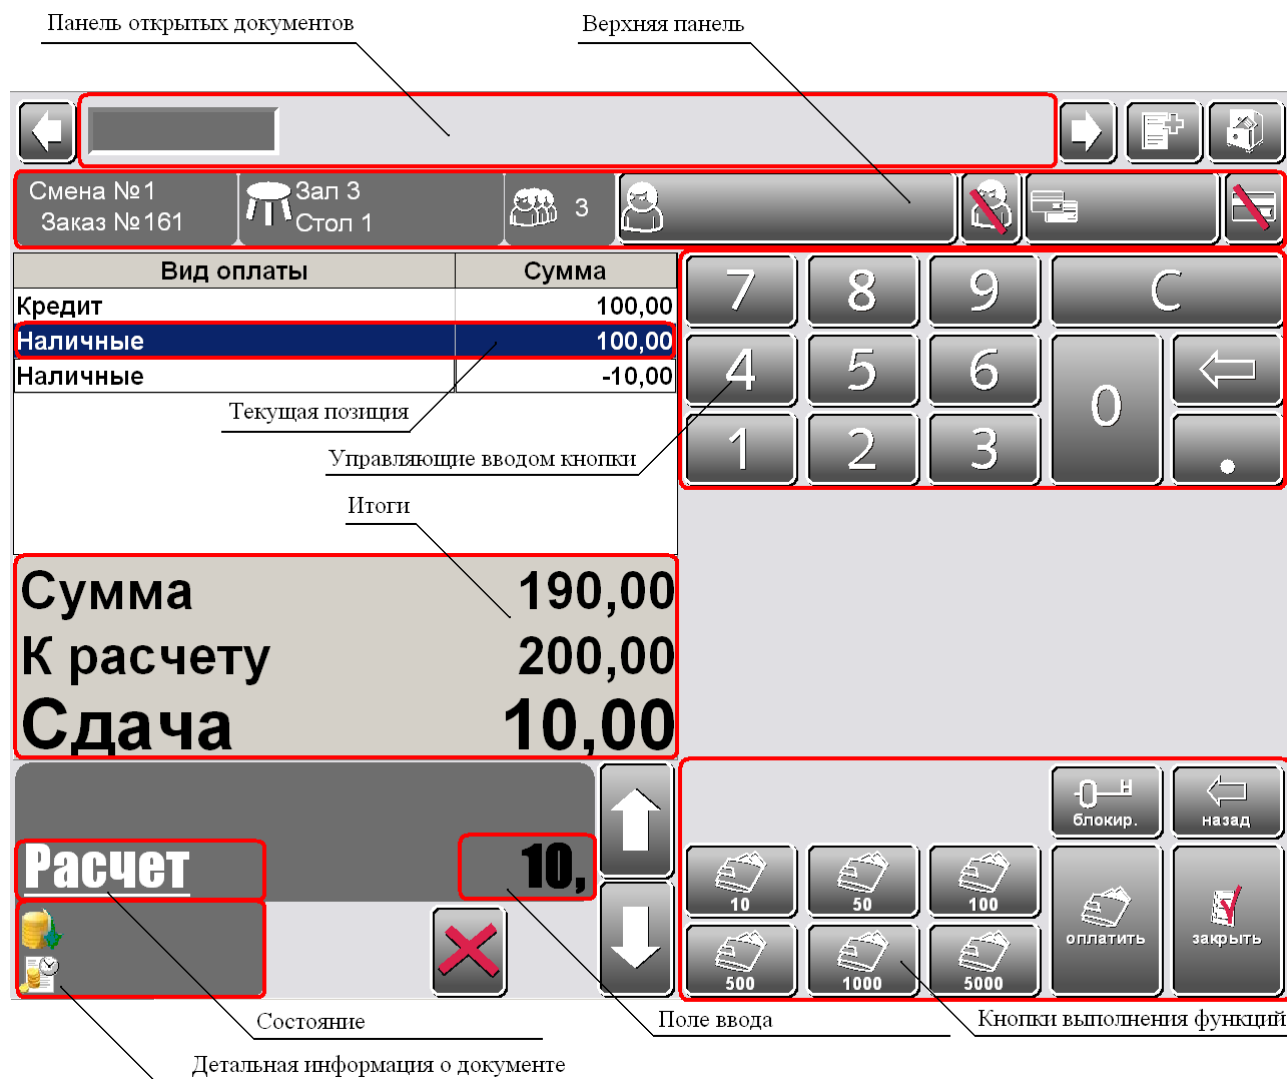 Панель открытых документов
Верхняя панель
Смена №1
Заказ №161
Зал 3
Стол 1
3
Вид оплаты Сумма
Кредит 100,00
Наличные 100,00
Наличные -10,00
Текущая позиция
Управляющие вводом кнопки
Итоги
7 8 9 C
4 5 6 0
1 2 3 .
Сумма 190,00
К расчету 200,00
Сдача 10,00
Расчет 10,
блокир. назад
10 50 100
оплатить закрыть
500 1000 5000
Состояние
Поле ввода
Кнопки выполнения функций
Детальная информация о документе